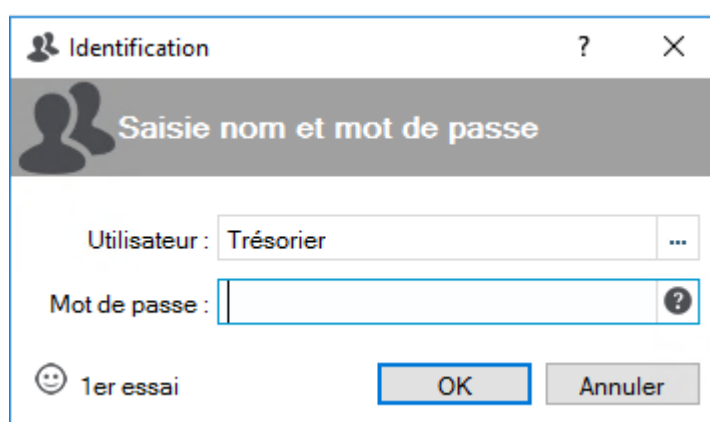 Identification ? ✕
Saisie nom et mot de passe
Utilisateur : Trésorier ...
Mot de passe : ?
1er essai OK Annuler